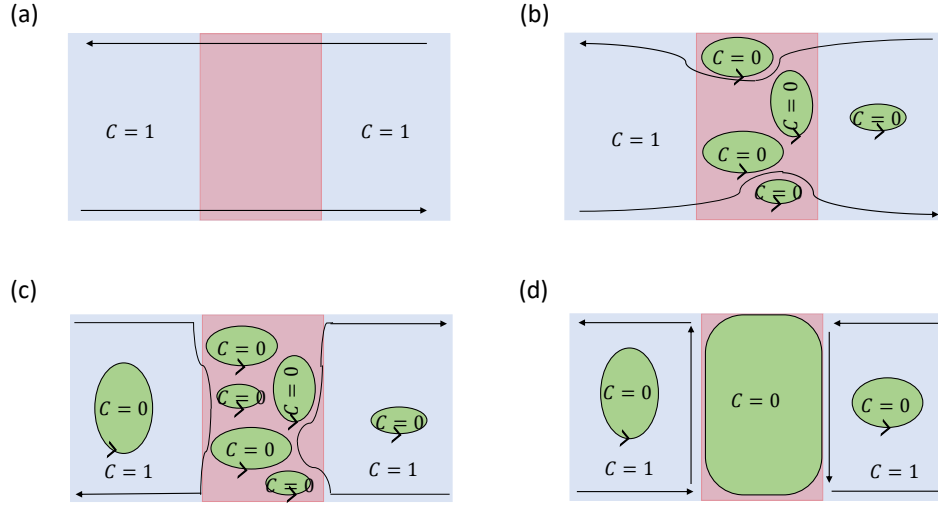 (a)
C = 1
C = 1
(b)
C = 0
C = 0
C = 0
C = 1
C = 0
C = 0
(c)
C = 0
C = 0
C = 0
C = 0
C = 0
C = 0
C = 0
C = 1
C = 1
(d)
C = 0
C = 0
C = 0
C = 1
C = 1